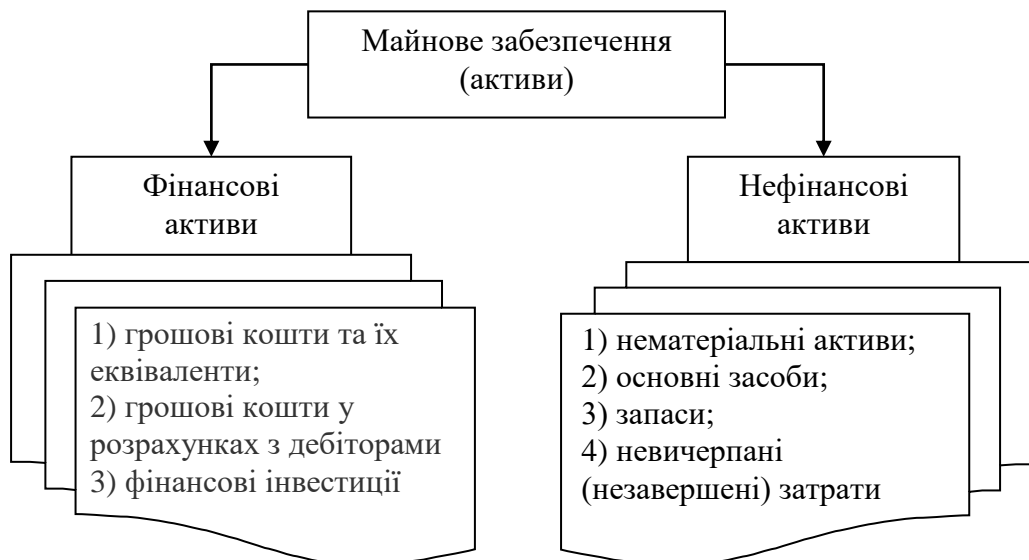 Майнове забезпечення
(активи)
Фінансові
активи
Нефінансові
активи
1) грошові кошти та їх
еквіваленти;
2) грошові кошти у
розрахунках з дебіторами
3) фінансові інвестиції
1) нематеріальні активи;
2) основні засоби;
3) запаси;
4) невичерпані
(незавершені) затрати